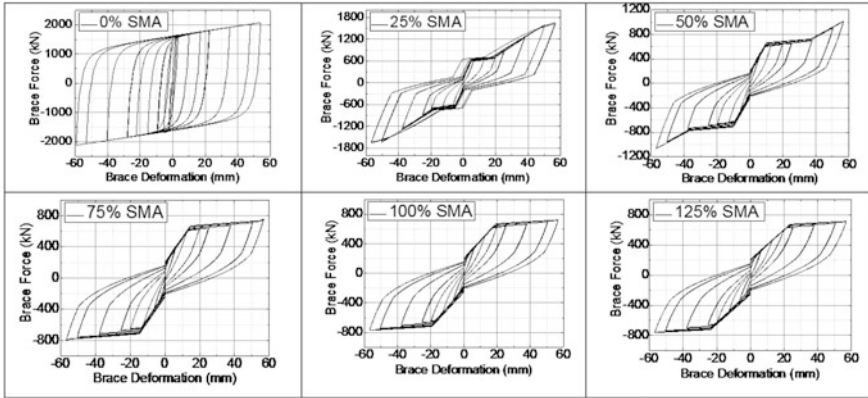 0% SMA
Brace Force (kN)
2000
1000
0
-1000
-2000
-60 -40 -20 0 20 40 60
Brace Deformation (mm)
25% SMA
Brace Force (kN)
1800
1200
600
0
-600
-1200
-1800
-60 -40 -20 0 20 40 60
Brace Deformation (mm)
50% SMA
Brace Force (kN)
1200
800
400
0
-400
-800
-1200
-60 -40 -20 0 20 40 60
Brace Deformation (mm)
75% SMA
Brace Force (kN)
800
400
0
-400
-800
-60 -40 -20 0 20 40 60
Brace Deformation (mm)
100% SMA
Brace Force (kN)
800
400
0
-400
-800
-60 -40 -20 0 20 40 60
Brace Deformation (mm)
125% SMA
Brace Force (kN)
800
400
0
-400
-800
-60 -40 -20 0 20 40 60
Brace Deformation (mm)